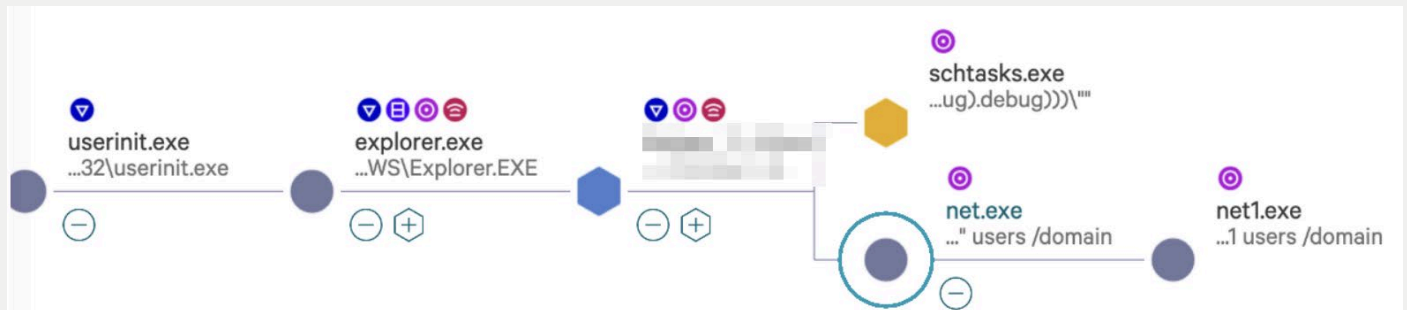 schtasks.exe
...ug).debug)))\""
userinit.exe
...32\userinit.exe
explorer.exe
...WS\Explorer.EXE
net.exe
..." users /domain
net1.exe
...1 users /domain